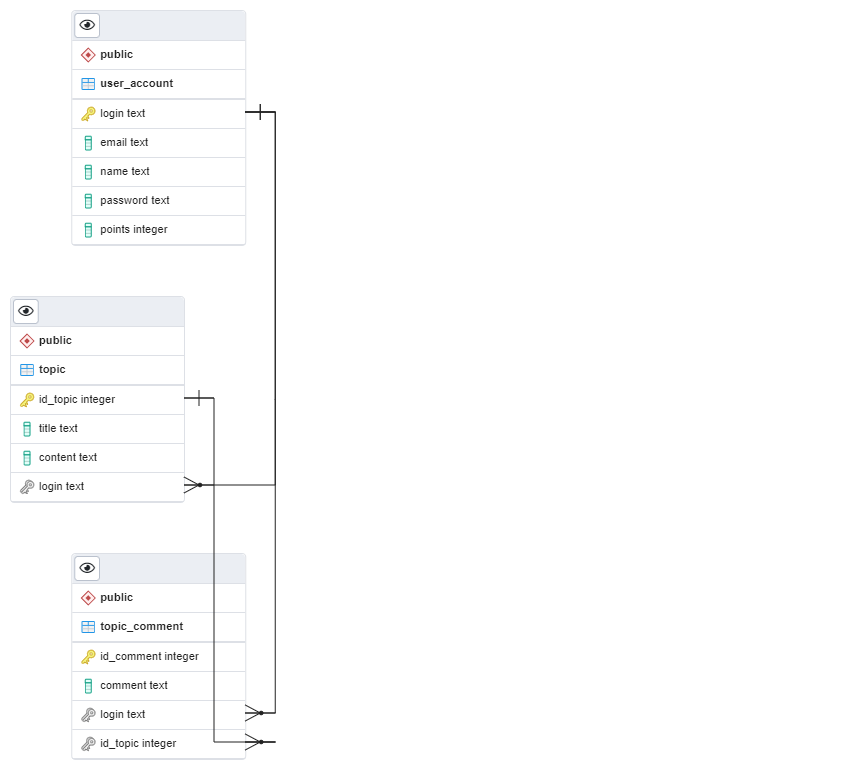 public
user_account
login text
email text
name text
password text
points integer
public
topic
id_topic integer
title text
content text
login text
public
topic_comment
id_comment integer
comment text
login text
id_topic integer